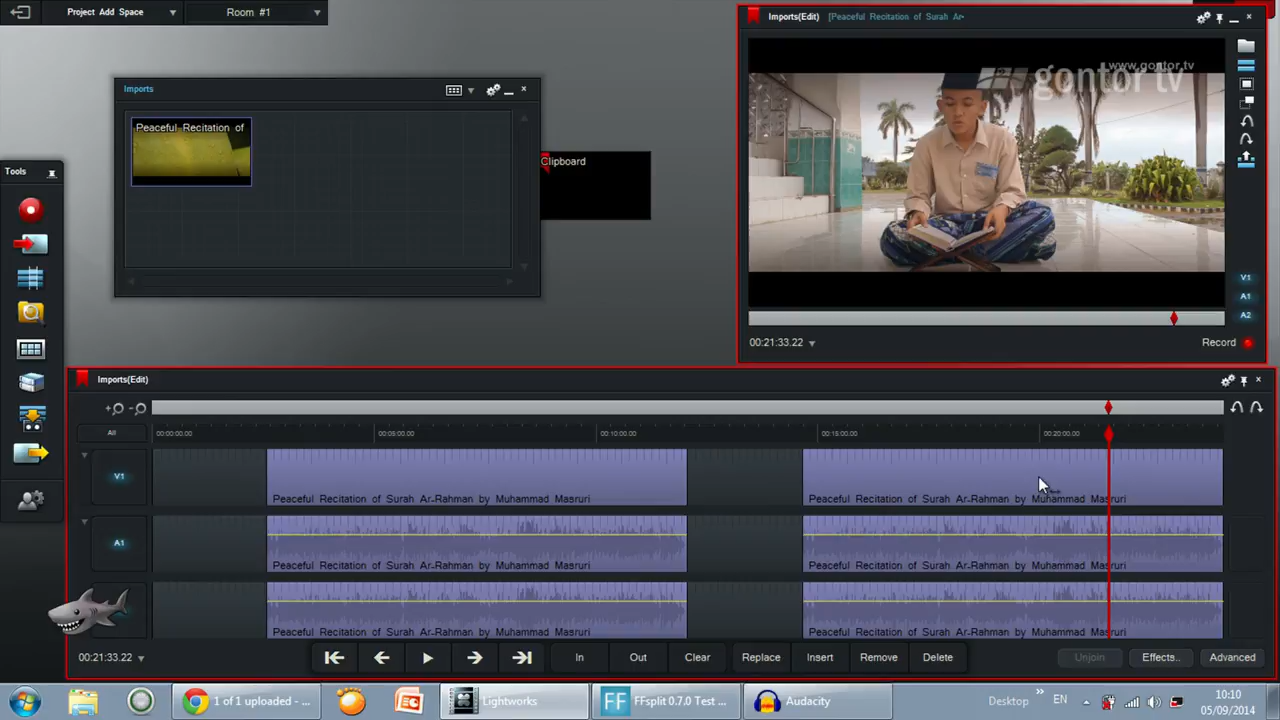 Project Add Space
Room #1
Imports(Edit) [Peaceful Recitation of Surah Ar-
www.gontor.tv
gontor tv
Imports
Peaceful Recitation of
Clipboard
Tools
V1
A1
A2
00:21:33.22
Record
Imports(Edit)
All
00:00:00.00 00:05:00.00 00:10:00.00 00:15:00.00 00:20:00.00
V1
Peaceful Recitation of Surah Ar-Rahman by Muhammad Masruri
Peaceful Recitation of Surah Ar-Rahman by Muhammad Masruri
A1
Peaceful Recitation of Surah Ar-Rahman by Muhammad Masruri
Peaceful Recitation of Surah Ar-Rahman by Muhammad Masruri
Peaceful Recitation of Surah Ar-Rahman by Muhammad Masruri
Peaceful Recitation of Surah Ar-Rahman by Muhammad Masruri
00:21:33.22
In Out Clear Replace Insert Remove Delete Unjoin Effects.. Advanced
1 of 1 uploaded - ... Lightworks FFsplit 0.7.0 Test ... Audacity Desktop » EN 10:10
05/09/2014